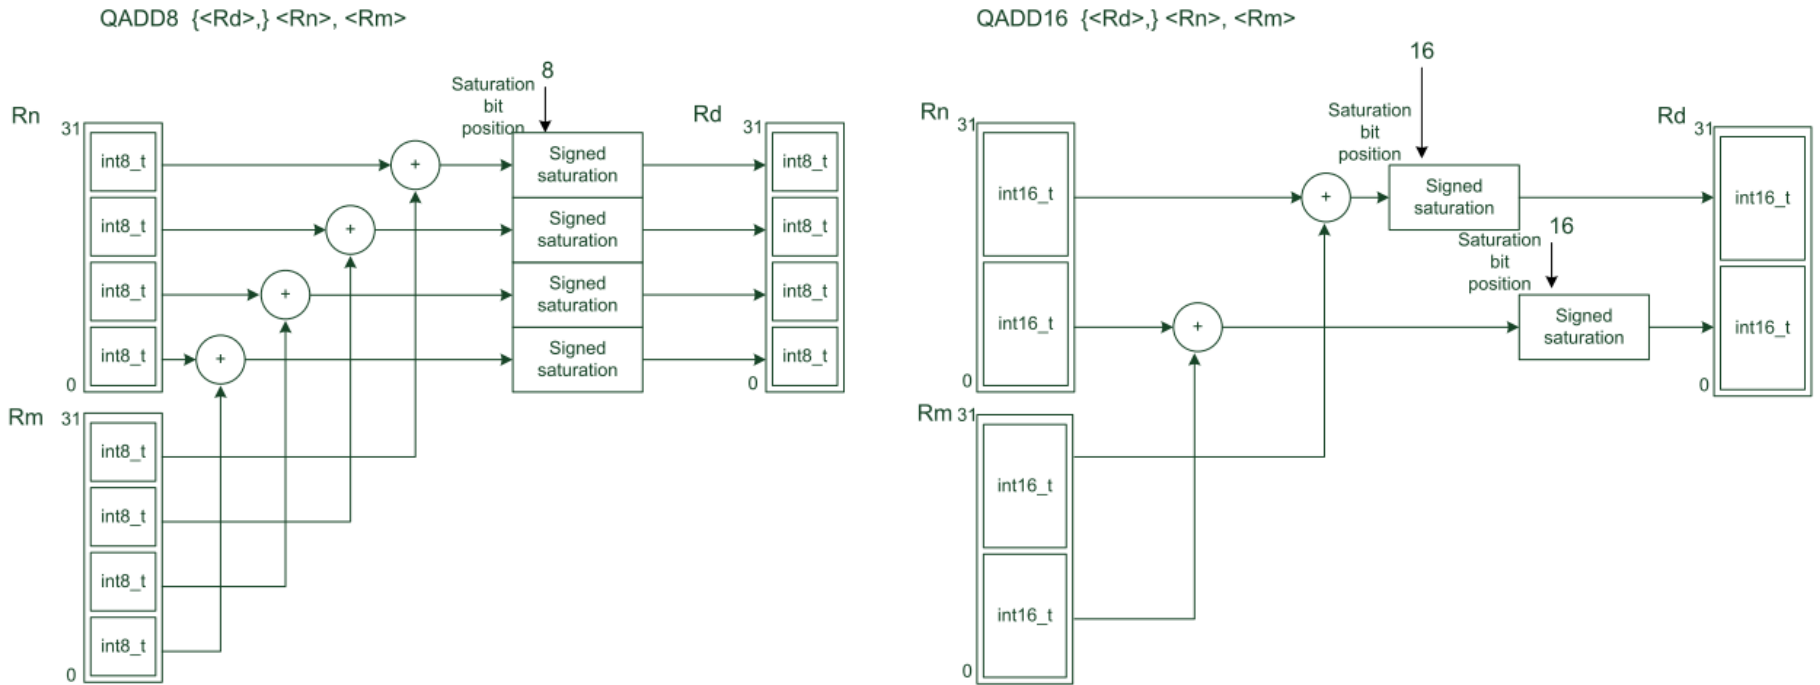 QADD8 {<Rd>,} <Rn>, <Rm>
8
Saturation
bit
position
Rn
31
Rd
31
int8_t
+
Signed
saturation
int8_t
int8_t
+
Signed
saturation
int8_t
int8_t
+
Signed
saturation
int8_t
int8_t
+
Signed
saturation
int8_t
0
0
Rm
31
int8_t
int8_t
int8_t
int8_t
0
QADD16 {<Rd>,} <Rn>, <Rm>
16
Saturation
bit
position
Rn
31
Rd
31
int16_t
+
Signed
saturation
int16_t
16
Saturation
bit
position
int16_t
+
Signed
saturation
int16_t
0
0
Rm
31
int16_t
int16_t
0